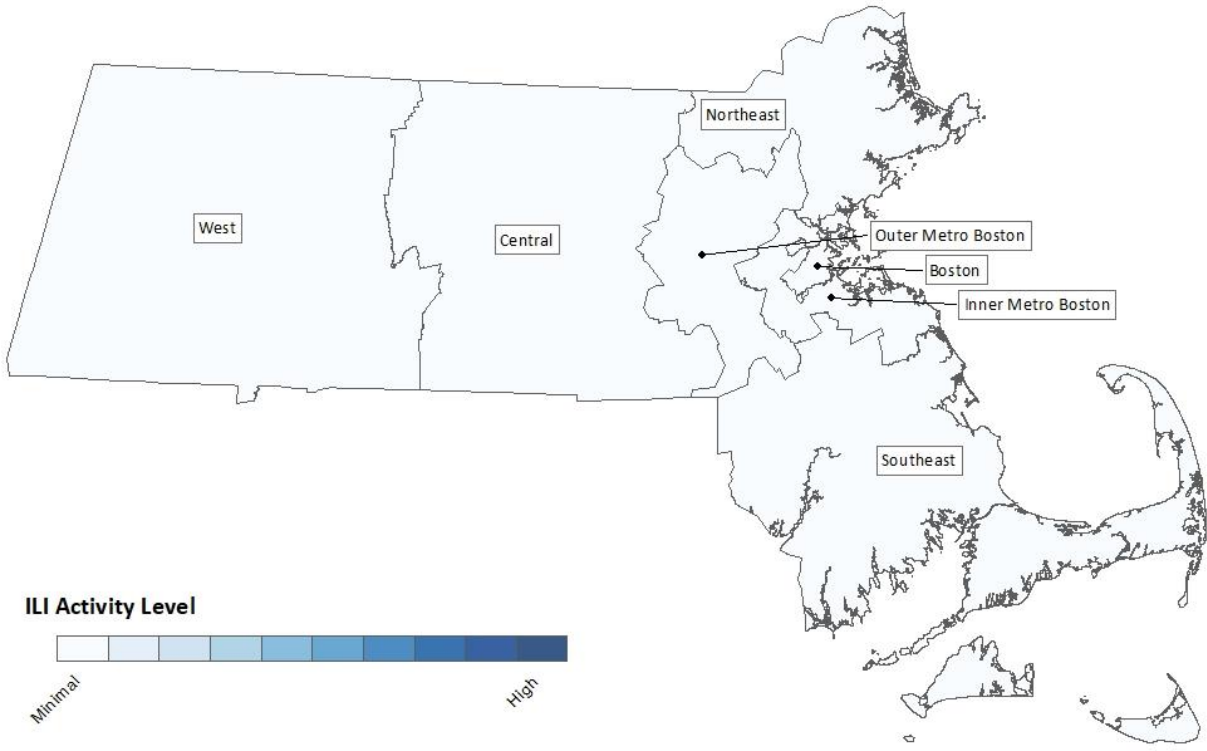 Northeast
West
Central
Outer Metro Boston
Boston
Inner Metro Boston
Southeast
ILI Activity Level
Minimal
High